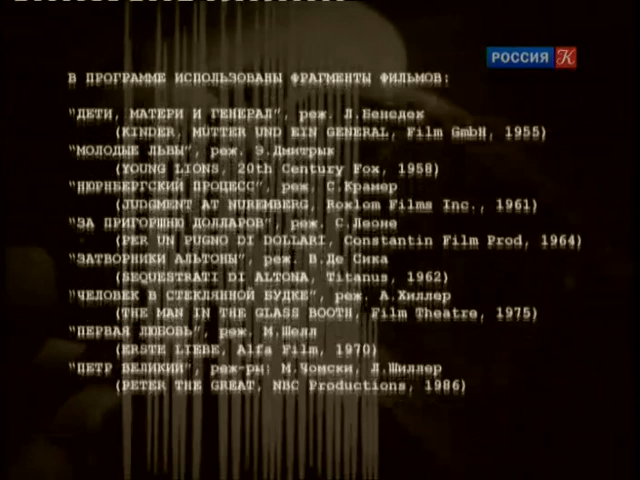 РОССИЯ К
В ПРОГРАММЕ ИСПОЛЬЗОВАНЫ ФРАГМЕНТЫ ФИЛЬМОВ:
"ДЕТИ, МАТЕРИ И ГЕНЕРАЛ", реж. Л.Бенедек
(KINDER, MUTTER UND EIN GENERAL, Film GmbH, 1955)
"МОЛОДЫЕ ЛЬВЫ", реж. Э.Дмитрык
(YOUNG LIONS, 20th Century Fox, 1958)
"НЮРНБЕРГСКИЙ ПРОЦЕСС", реж. С.Крамер
(JUDGMENT AT NUREMBERG, Roxlom Films Inc., 1961)
"ЗА ПРИГОРШНЮ ДОЛЛАРОВ", реж. С.Леоне
(PER UN PUGNO DI DOLLARI, Constantin Film Prod, 1964)
"ЗАТВОРНИКИ АЛЬТОНЫ", реж. В.Де Сика
(SEQUESTRATI DI ALTONA, Titanus, 1962)
"ЧЕЛОВЕК В СТЕКЛЯННОЙ БУДКЕ", реж. А.Хиллер
(THE MAN IN THE GLASS BOOTH, Film Theatre, 1975)
"ПЕРВАЯ ЛЮБОВЬ", реж. М.Шелл
(ERSTE LIEBE, Alfa Film, 1970)
"ПЕТР ВЕЛИКИЙ", реж-ры: М.Чомски, Л.Шиллер
(PETER THE GREAT, NBC Productions, 1986)